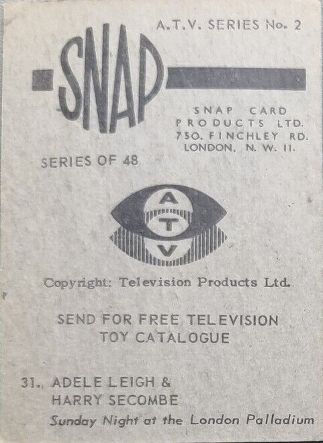 A.T.V. SERIES No. 2
SNAP
SNAP CARD
PRODUCTS LTD.
750, FINCHLEY RD.
LONDON, N. W. 11.
SERIES OF 48
A
T
V
Copyright: Television Products Ltd.
SEND FOR FREE TELEVISION
TOY CATALOGUE
31., ADELE LEIGH &
HARRY SECOMBE
Sunday Night at the London Palladium